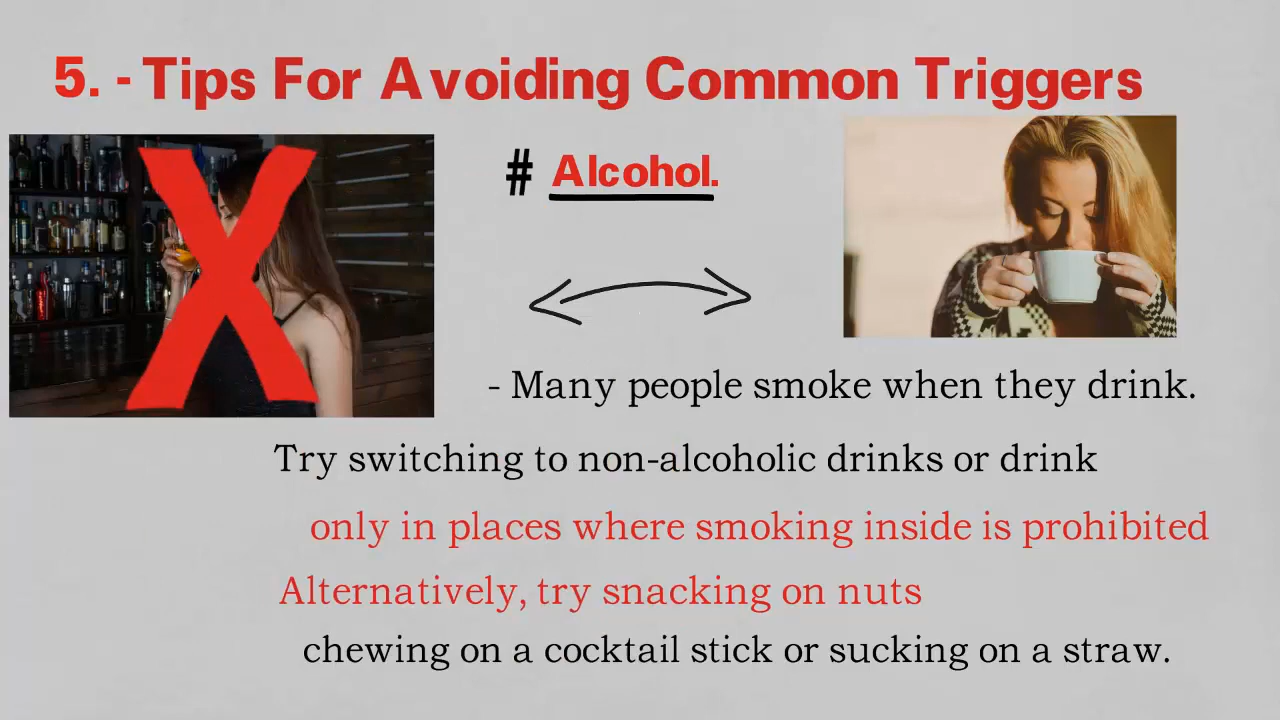 5. - Tips For Avoiding Common Triggers
# Alcohol.
- Many people smoke when they drink.
Try switching to non-alcoholic drinks or drink
only in places where smoking inside is prohibited
Alternatively, try snacking on nuts
chewing on a cocktail stick or sucking on a straw.